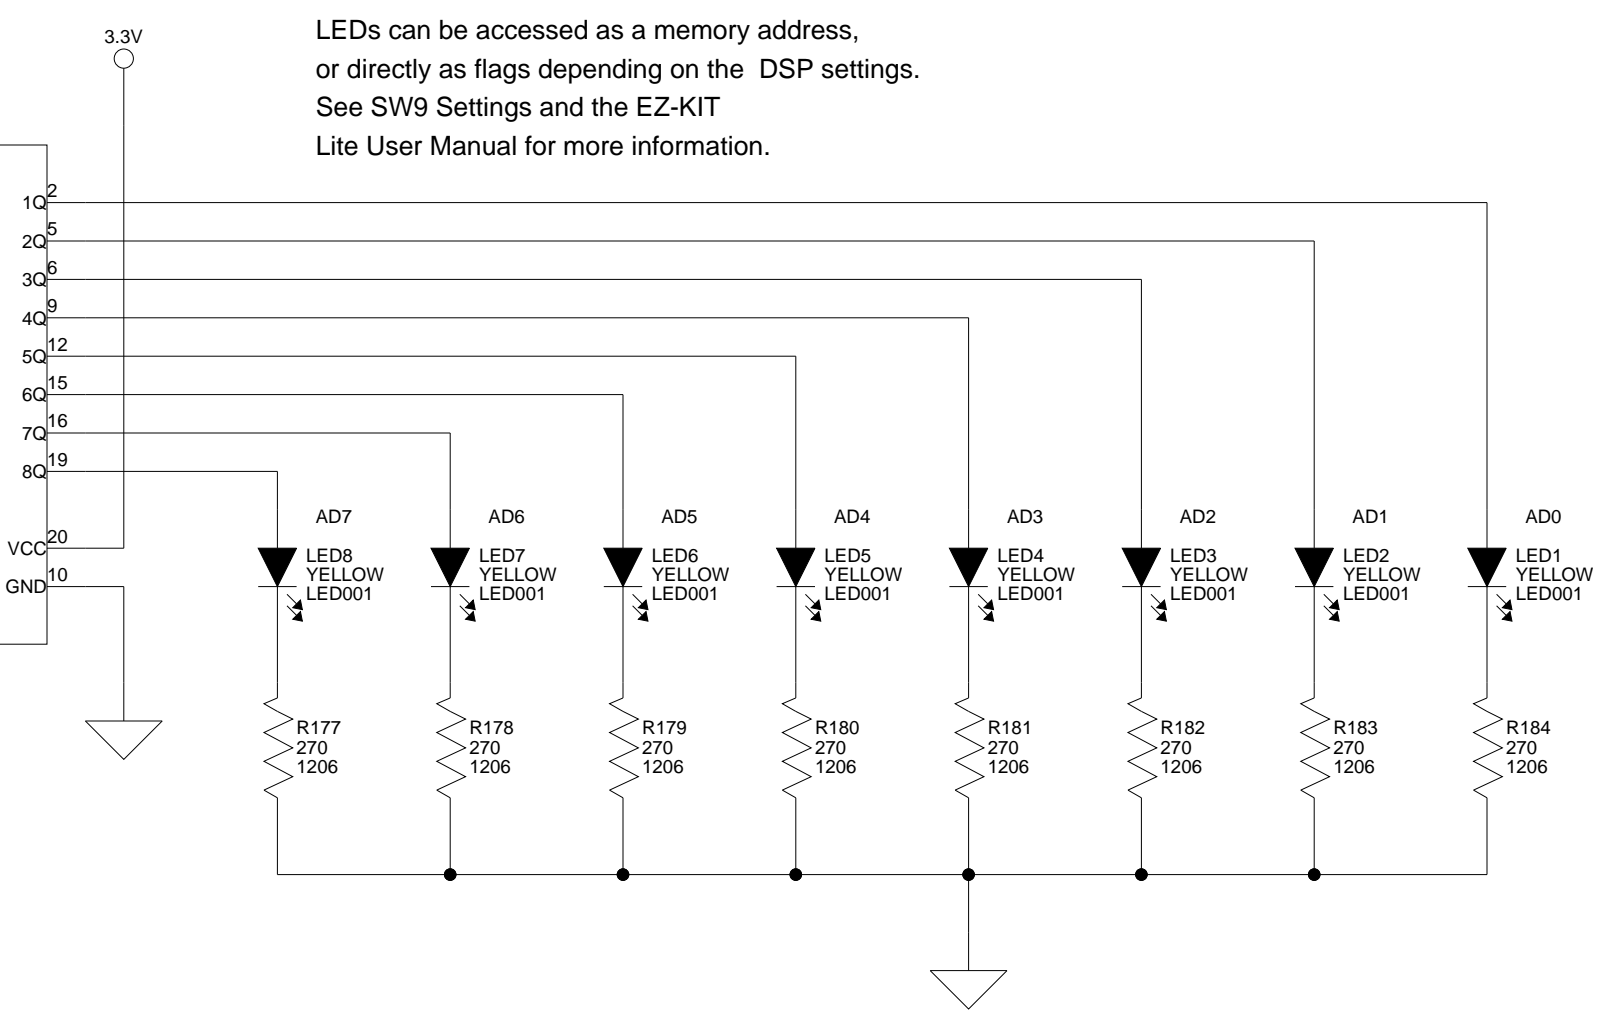 3.3V
LEDs can be accessed as a memory address,
or directly as flags depending on the DSP settings.
See SW9 Settings and the EZ-KIT
Lite User Manual for more information.
1Q 2
2Q 5
3Q 6
4Q 9
5Q 12
6Q 15
7Q 16
8Q 19
VCC 20
GND 10
AD7
LED8
YELLOW
LED001
AD6
LED7
YELLOW
LED001
AD5
LED6
YELLOW
LED001
AD4
LED5
YELLOW
LED001
AD3
LED4
YELLOW
LED001
AD2
LED3
YELLOW
LED001
AD1
LED2
YELLOW
LED001
AD0
LED1
YELLOW
LED001
R177
270
1206
R178
270
1206
R179
270
1206
R180
270
1206
R181
270
1206
R182
270
1206
R183
270
1206
R184
270
1206